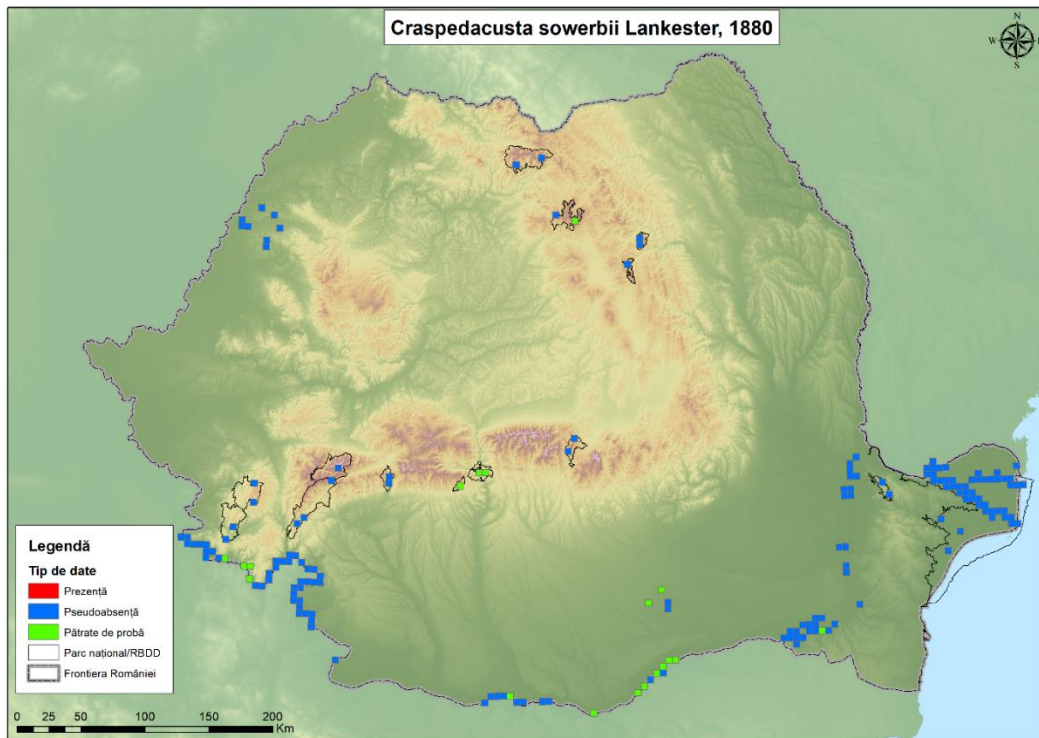 Craspedacusta sowerbii Lankester, 1880
N
W
S
Legendă
Tip de date
Prezență
Pseudoabsență
Pătrate de probă
Parc național/RBDD
Frontiera României
0 50 100 150 200
Km